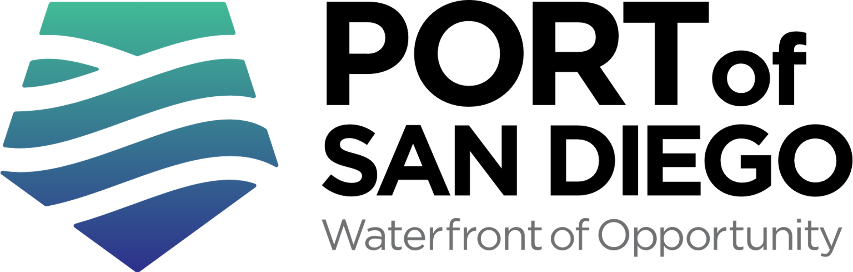 PORT of
SAN DIEGO
Waterfront of Opportunity